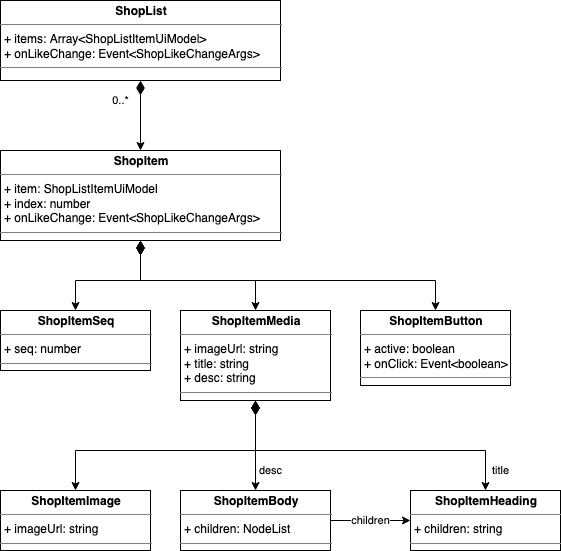 ShopList
+ items: Array<ShopListItemUiModel>
+ onLikeChange: Event<ShopLikeChangeArgs>
0..*
ShopItem
+ item: ShopListItemUiModel
+ index: number
+ onLikeChange: Event<ShopLikeChangeArgs>
ShopItemSeq
+ seq: number
ShopItemMedia
+ imageUrl: string
+ title: string
+ desc: string
ShopItemButton
+ active: boolean
+ onClick: Event<boolean>
desc
title
ShopItemImage
+ imageUrl: string
ShopItemBody
+ children: NodeList
children
ShopItemHeading
+ children: string